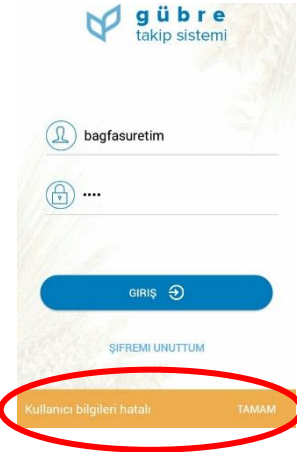 gübre
takip sistemi
bagfasuretim
••••
GIRIŞ
ŞIFREMI UNUTTUM
Kullanıcı bilgileri hatalı TAMAM